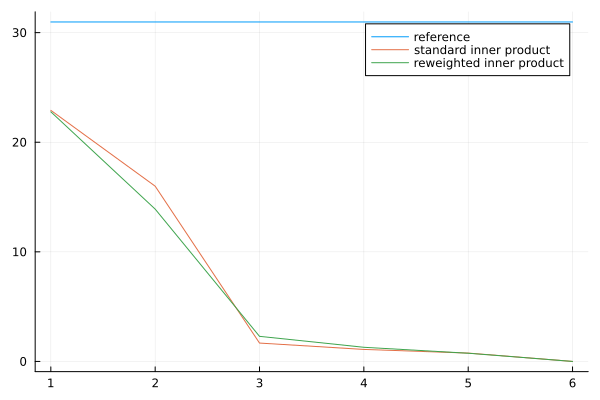 30
20
10
0
1 2 3 4 5 6
reference
standard inner product
reweighted inner product